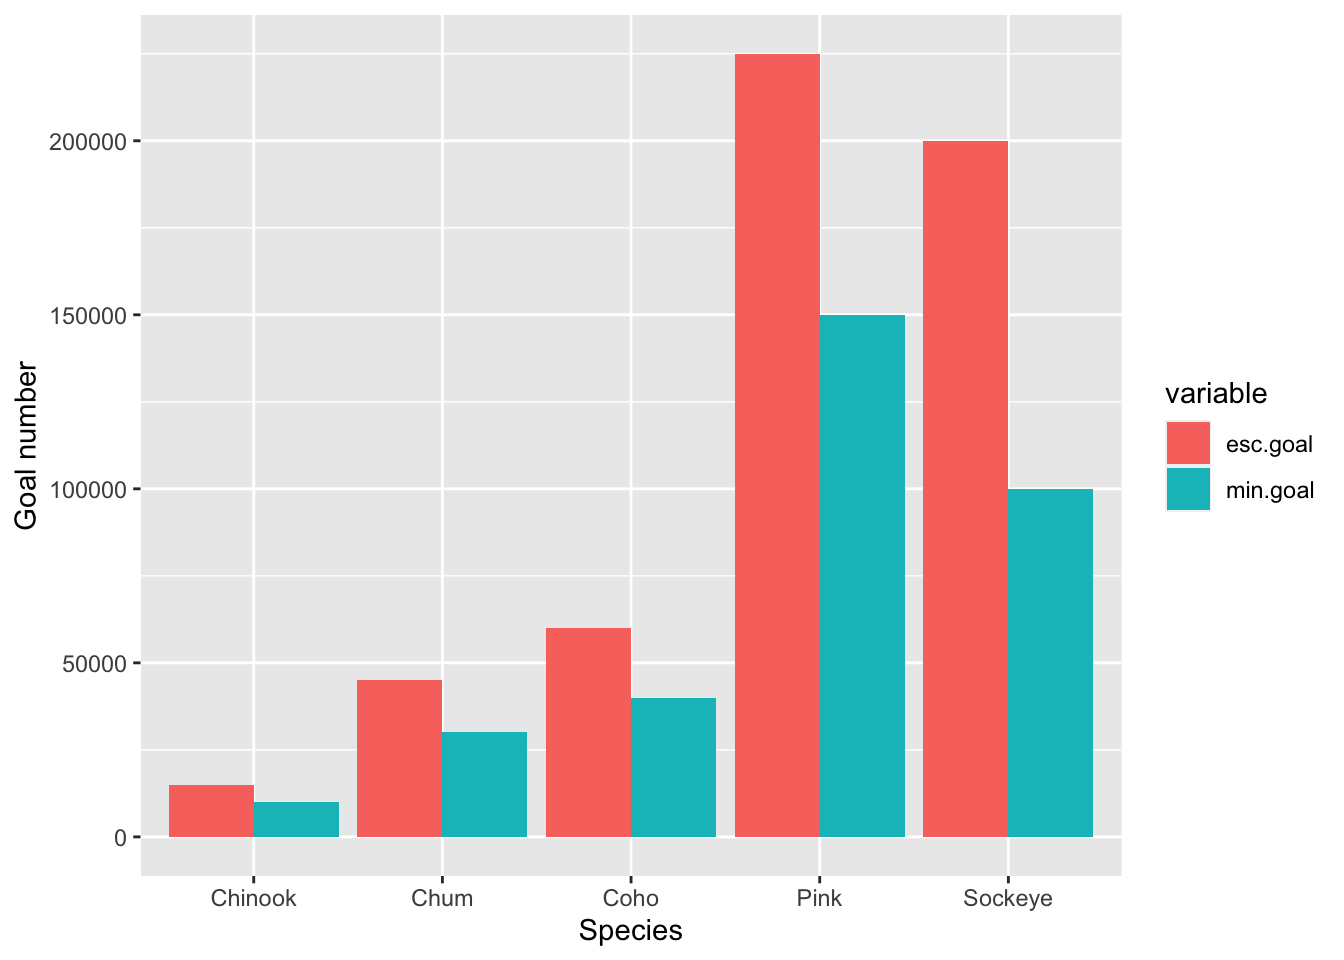 Goal number
200000
150000
100000
50000
0
Chinook Chum Coho Pink Sockeye
Species
variable
esc.goal
min.goal